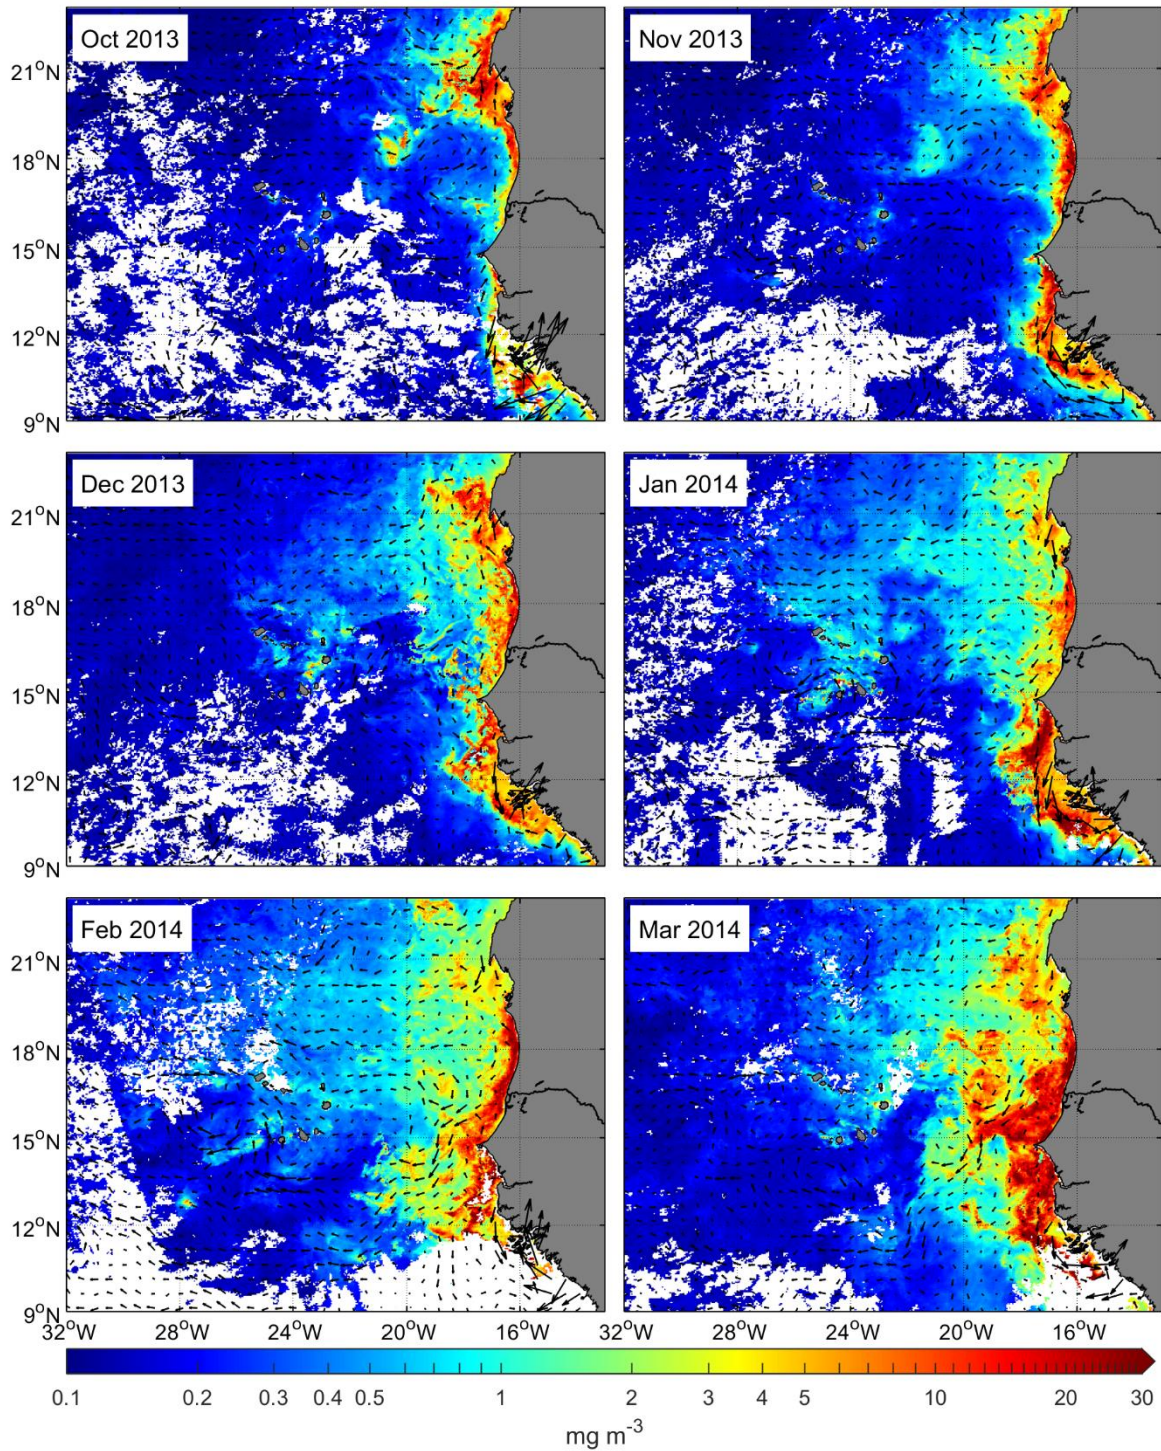 Oct 2013
Nov 2013
21°N
18°N
15°N
12°N
9°N
Dec 2013
Jan 2014
21°N
18°N
15°N
12°N
9°N
Feb 2014
Mar 2014
21°N
18°N
15°N
12°N
9°N
32°W 28°W 24°W 20°W 16°W 32°W 28°W 24°W 20°W 16°W
0.1 0.2 0.3 0.4 0.5 1 2 3 4 5 10 20 30
mg m⁻³